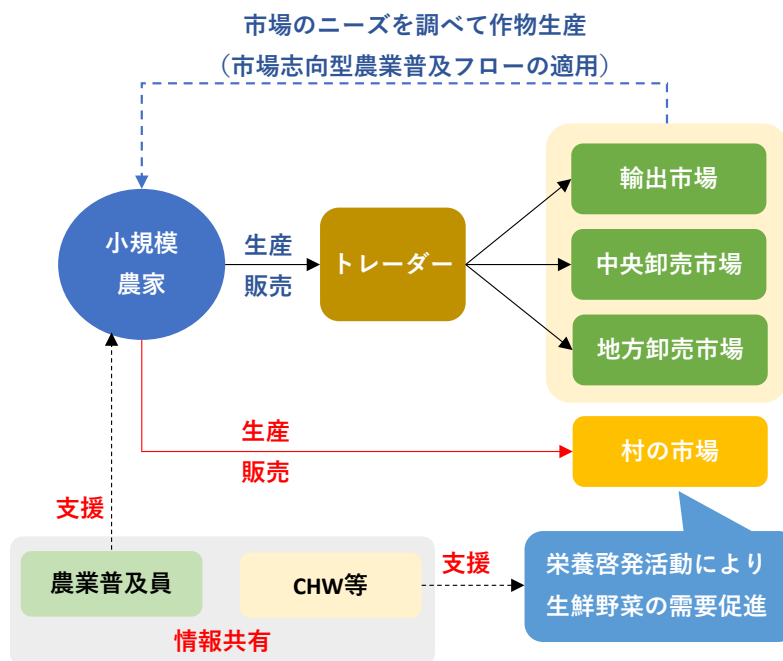 市場のニーズを調べて作物生産
（市場志向型農業普及フローの適用）
小規模
農家
生産
販売
トレーダー
輸出市場
中央卸売市場
地方卸売市場
生産
販売
村の市場
支援
農業普及員
CHW等
情報共有
支援
栄養啓発活動により
生鮮野菜の需要促進